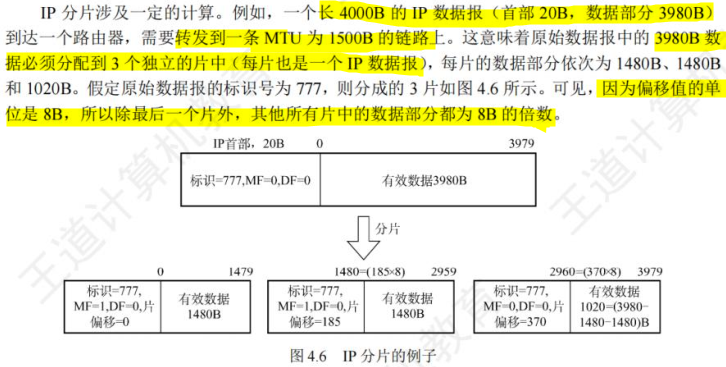 IP 分片涉及一定的计算。例如，一个长 4000B 的 IP 数据报（首部 20B，数据部分 3980B）
到达一个路由器，需要转发到一条 MTU 为 1500B 的链路上。这意味着原始数据报中的 3980B 数
据必须分配到 3 个独立的片中（每片也是一个 IP 数据报），每片的数据部分依次为 1480B、1480B
和 1020B。假定原始数据报的标识号为 777，则分成的 3 片如图 4.6 所示。可见，因为偏移值的单
位是 8B，所以除最后一个片外，其他所有片中的数据部分都为 8B 的倍数。
IP首部，20B 0 3979
标识=777,MF=0,DF=0 有效数据3980B
分片
0 1479
标识=777,
MF=1,DF=0,片
偏移=0
有效数据
1480B
1480=(185×8) 2959
标识=777,
MF=1,DF=0,片
偏移=185
有效数据
1480B
2960=(370×8) 3979
标识=777,
MF=0,DF=0,片
偏移=370
有效数据
1020=(3980-
1480-1480)B
图 4.6 IP 分片的例子
王道计算机教育
王道计算机
教育